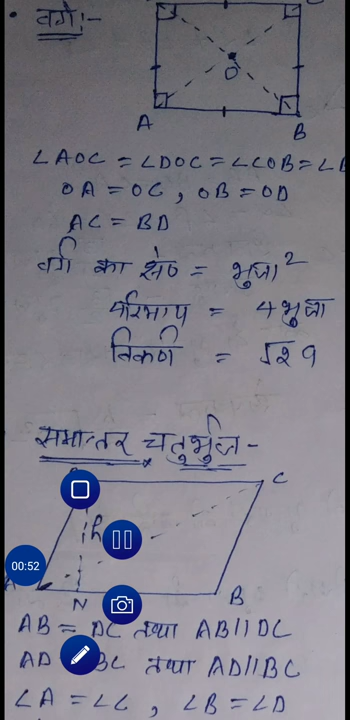 • वर्ग:-
O
A
B
∠AOC = ∠DOC = ∠COB = ∠
OA = OC, OB = OD
AC = BD
वर्ग का क्षे० = भुजा²
परिमाप = 4भुजा
विकर्ण = √2 a
समान्तर चतुर्भुज -
C
h
00:52
A
N
B
AB = DC तथा AB∥DC
AD BC तथा AD∥BC
∠A = ∠C, ∠B = ∠D